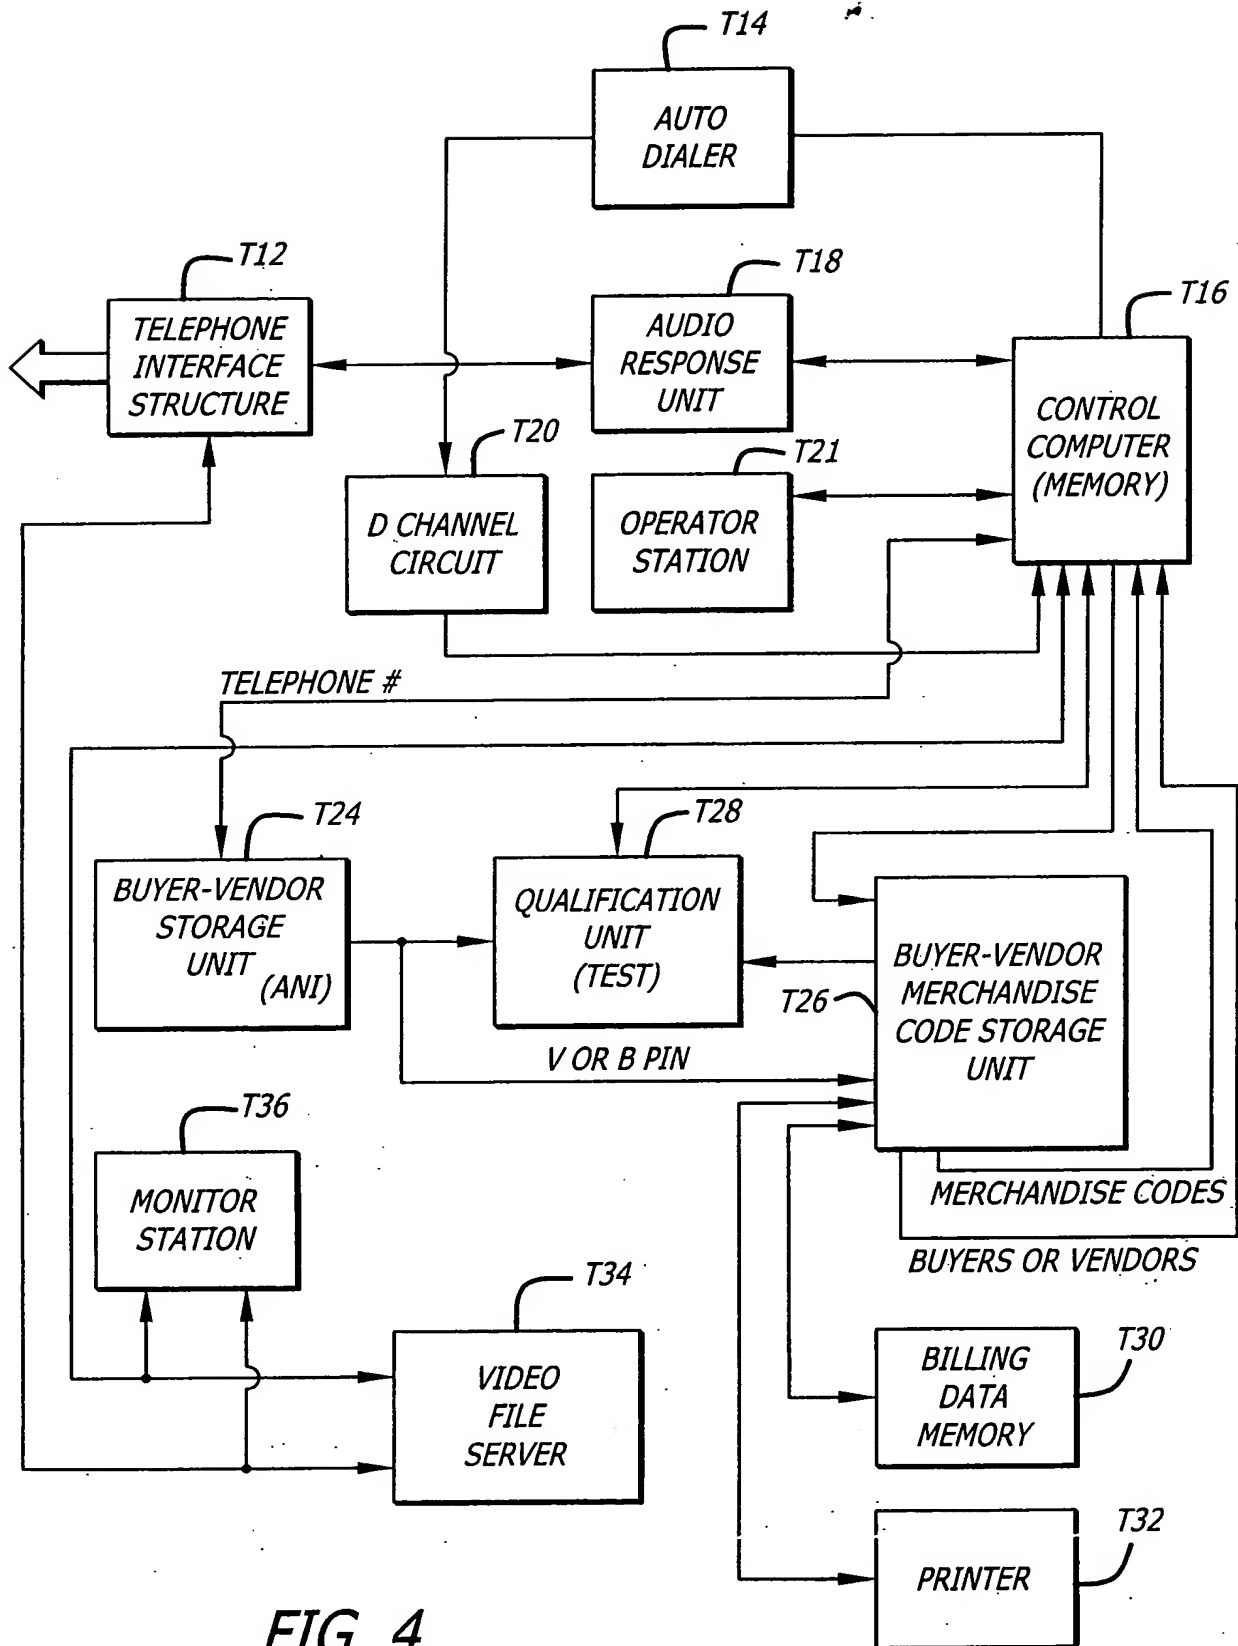 T14
AUTO
DIALER
T12
TELEPHONE
INTERFACE
STRUCTURE
T18
AUDIO
RESPONSE
UNIT
T16
CONTROL
COMPUTER
(MEMORY)
T20
D CHANNEL
CIRCUIT
T21
OPERATOR
STATION
TELEPHONE #
T24
BUYER-VENDOR
STORAGE
UNIT
(ANI)
T28
QUALIFICATION
UNIT
(TEST)
T26
BUYER-VENDOR
MERCHANDISE
CODE STORAGE
UNIT
V OR B PIN
MERCHANDISE CODES
BUYERS OR VENDORS
T36
MONITOR
STATION
T34
VIDEO
FILE
SERVER
T30
BILLING
DATA
MEMORY
T32
PRINTER
FIG. 4